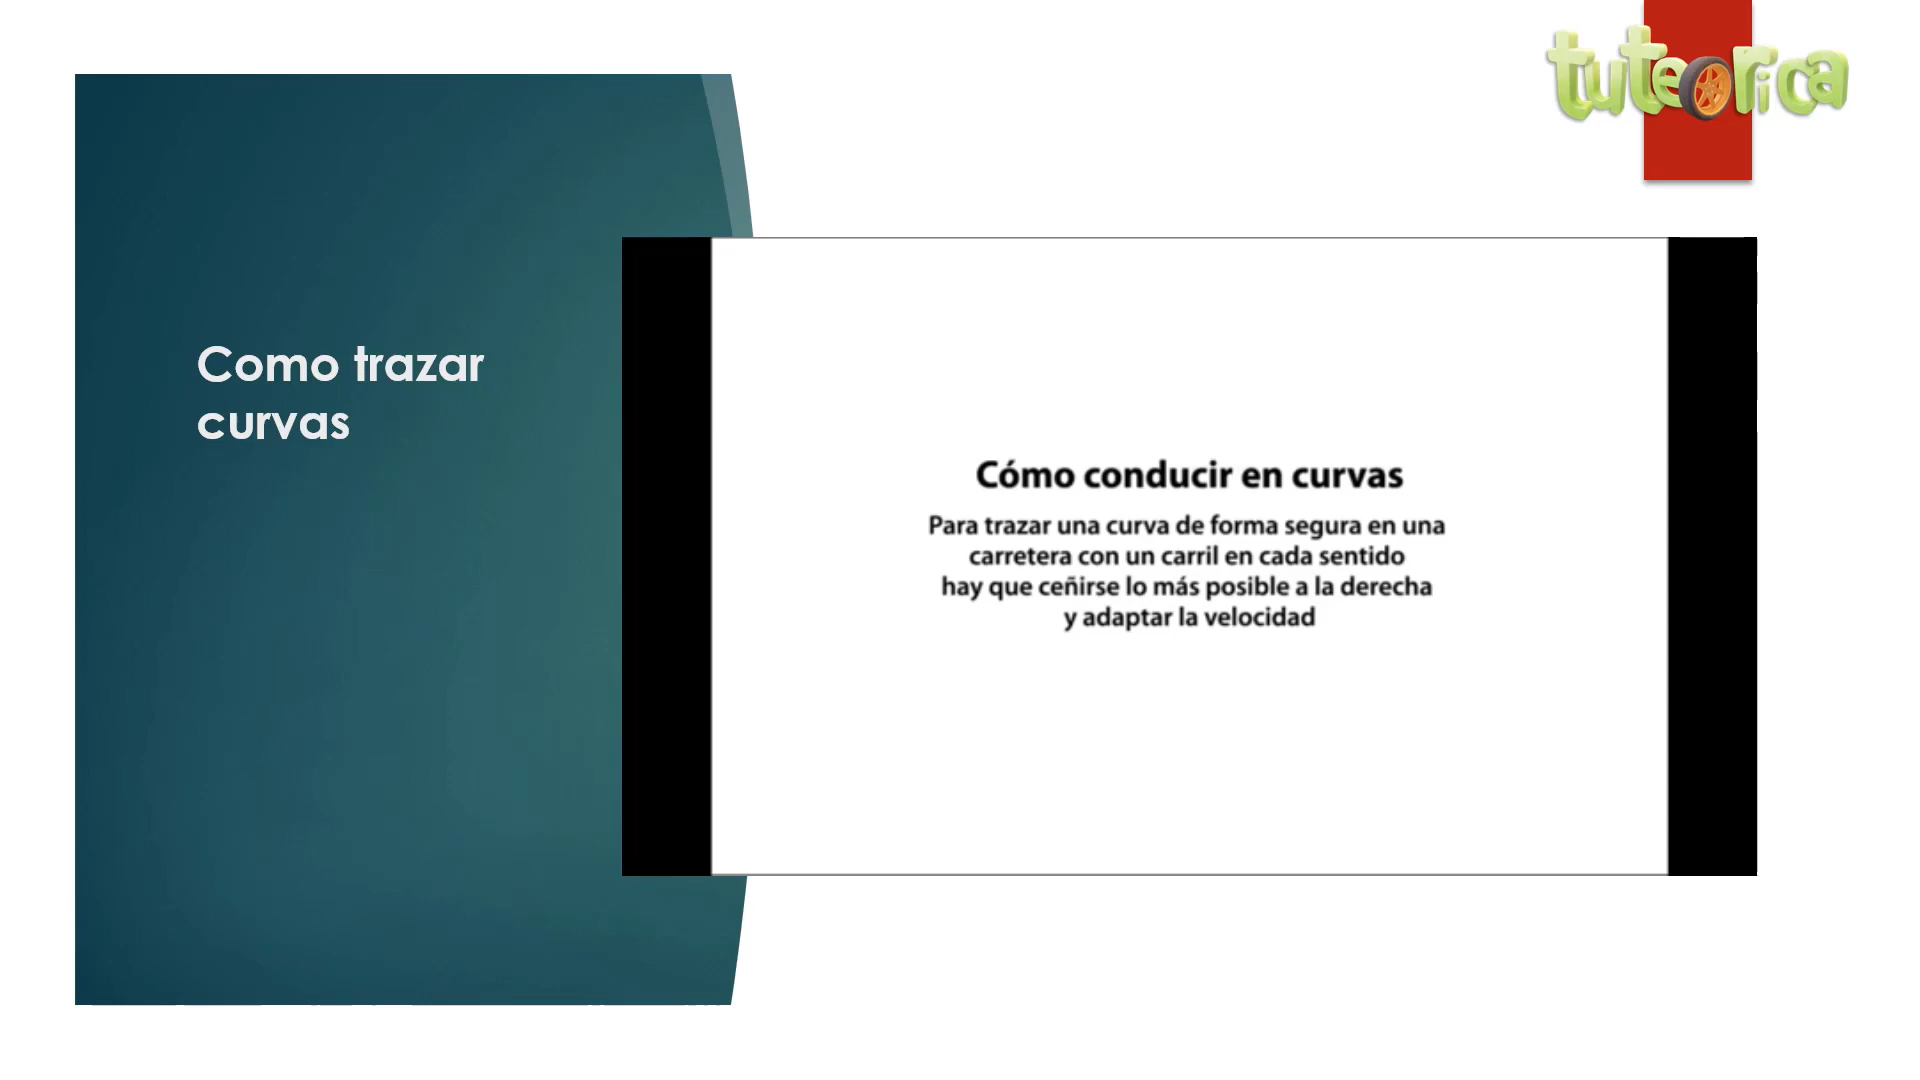 tuteorica
Como trazar
curvas
Cómo conducir en curvas
Para trazar una curva de forma segura en una
carretera con un carril en cada sentido
hay que ceñirse lo más posible a la derecha
y adaptar la velocidad